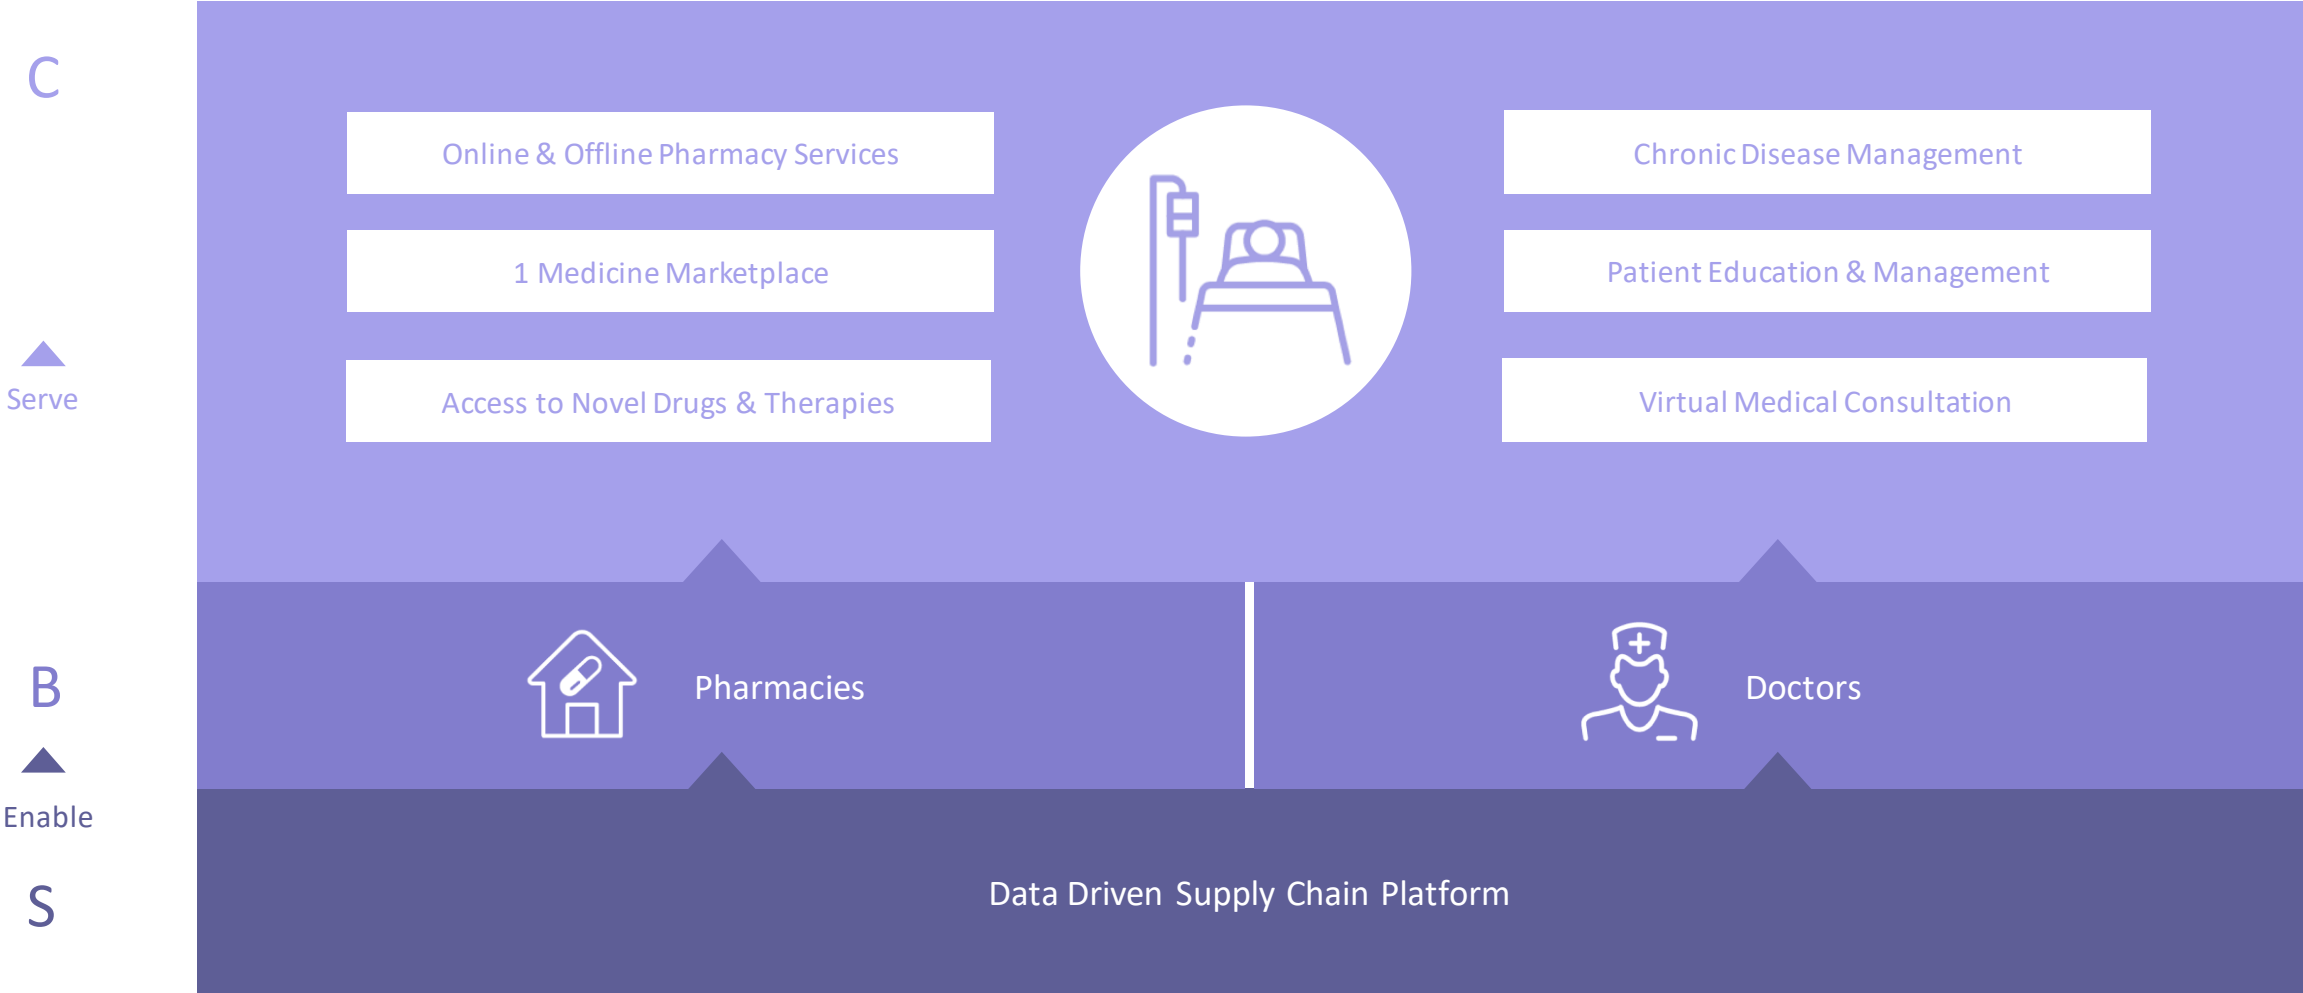 C
Online & Offline Pharmacy Services
Chronic Disease Management
1 Medicine Marketplace
Patient Education & Management
Serve
Access to Novel Drugs & Therapies
Virtual Medical Consultation
B
Pharmacies
Doctors
Enable
S
Data Driven Supply Chain Platform